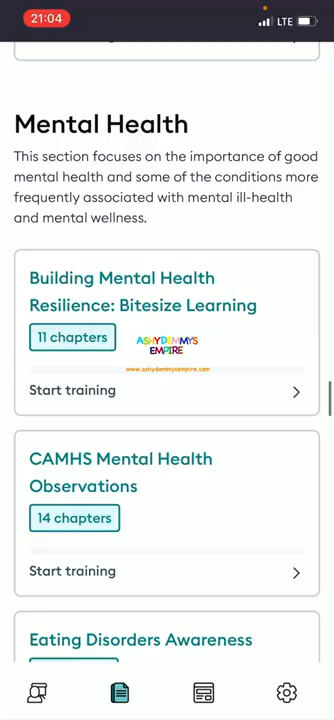 21:04
LTE
Mental Health
This section focuses on the importance of good
mental health and some of the conditions more
frequently associated with mental ill-health
and mental wellness.
Building Mental Health
Resilience: Bitesize Learning
11 chapters
ASHYDEMMYS
EMPIRE
www.ashydemmysempire.com
Start training
CAMHS Mental Health
Observations
14 chapters
Start training
Eating Disorders Awareness